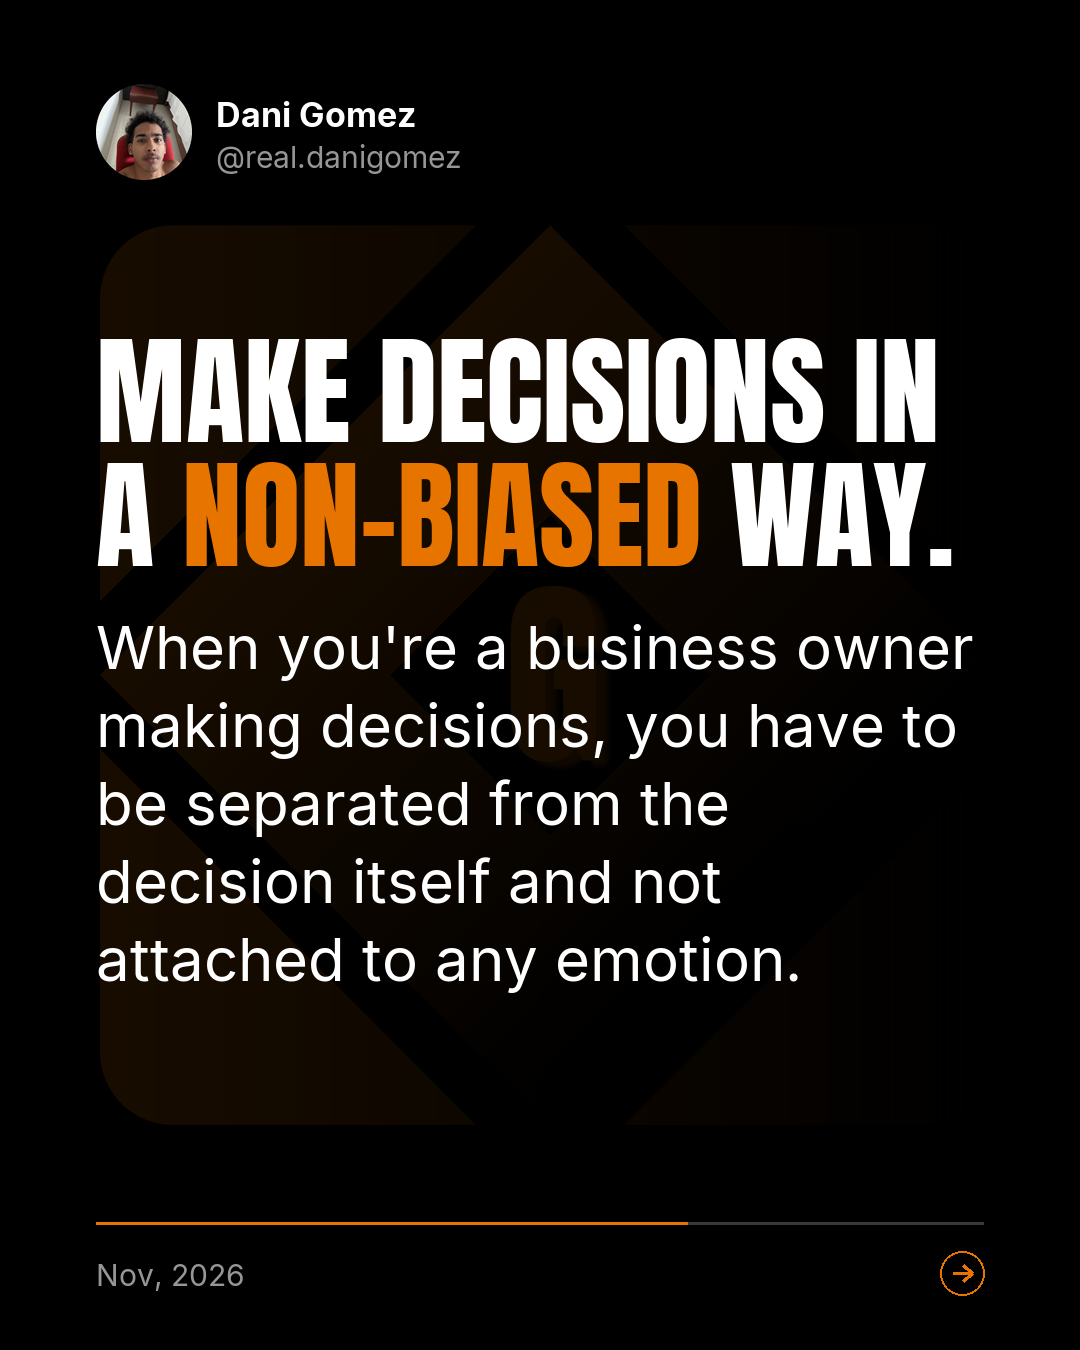 Dani Gomez
@real.danigomez
MAKE DECISIONS IN
A NON-BIASED WAY.
When you're a business owner
making decisions, you have to
be separated from the
decision itself and not
attached to any emotion.
Nov, 2026